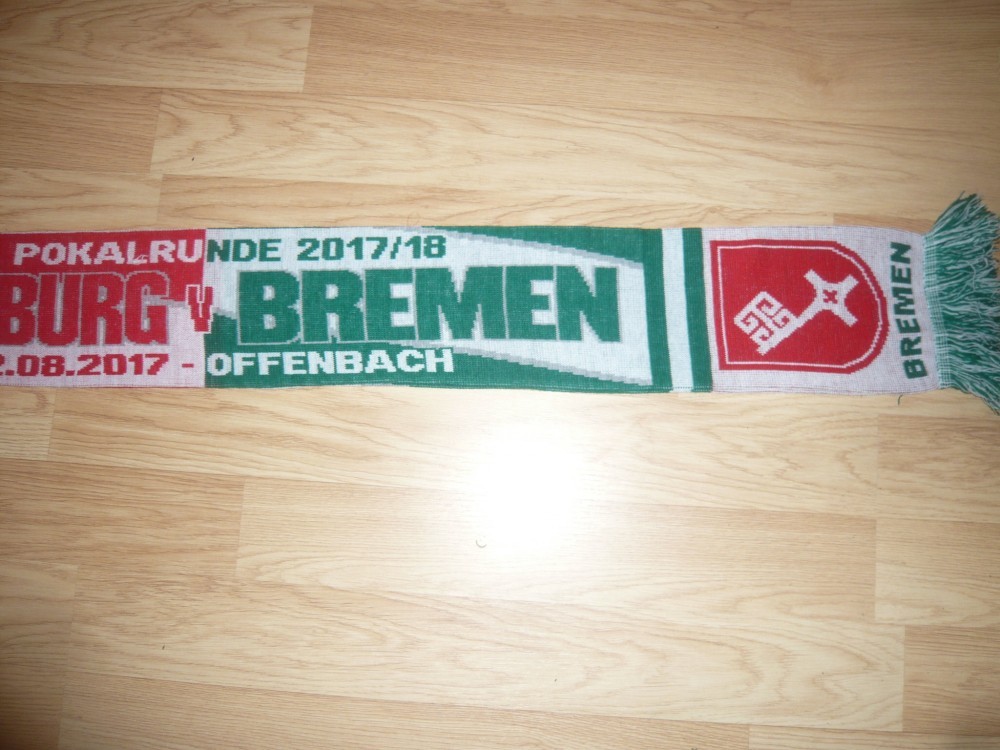 POKALRUNDE 2017/18
BURG v BREMEN
2.08.2017 - OFFENBACH
BREMEN